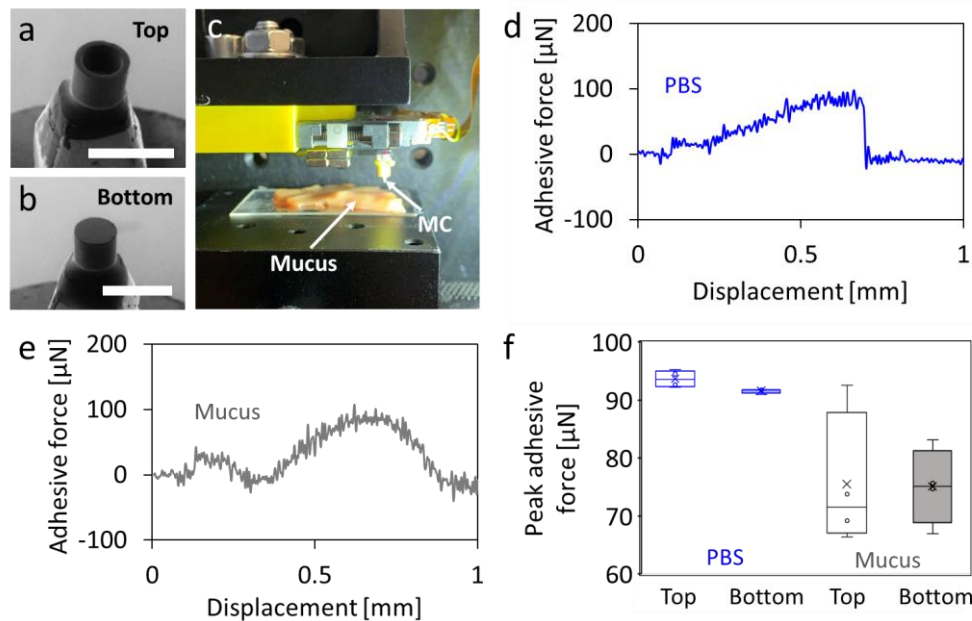 a
Top
b
Bottom
c
Mucus
MC
d
Adhesive force [µN]
200
100
0
-100
PBS
0
0.5
1
Displacement [mm]
e
Adhesive force [µN]
200
100
0
-100
Mucus
0
0.5
1
Displacement [mm]
f
Peak adhesive
force [µN]
100
90
80
70
60
PBS
Mucus
Top
Bottom
Top
Bottom